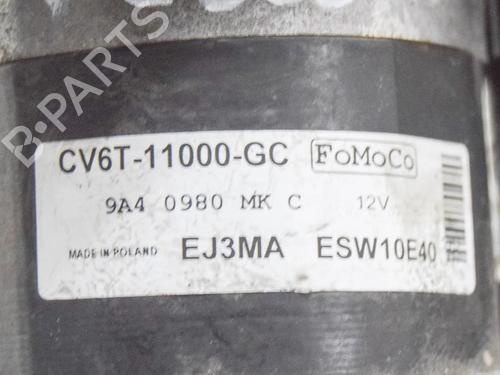 B-PARTS
CV6T-11000-GC FoMoCo
9A4 0980 MK C 12V
MADE IN POLAND EJ3MA ESW10E40